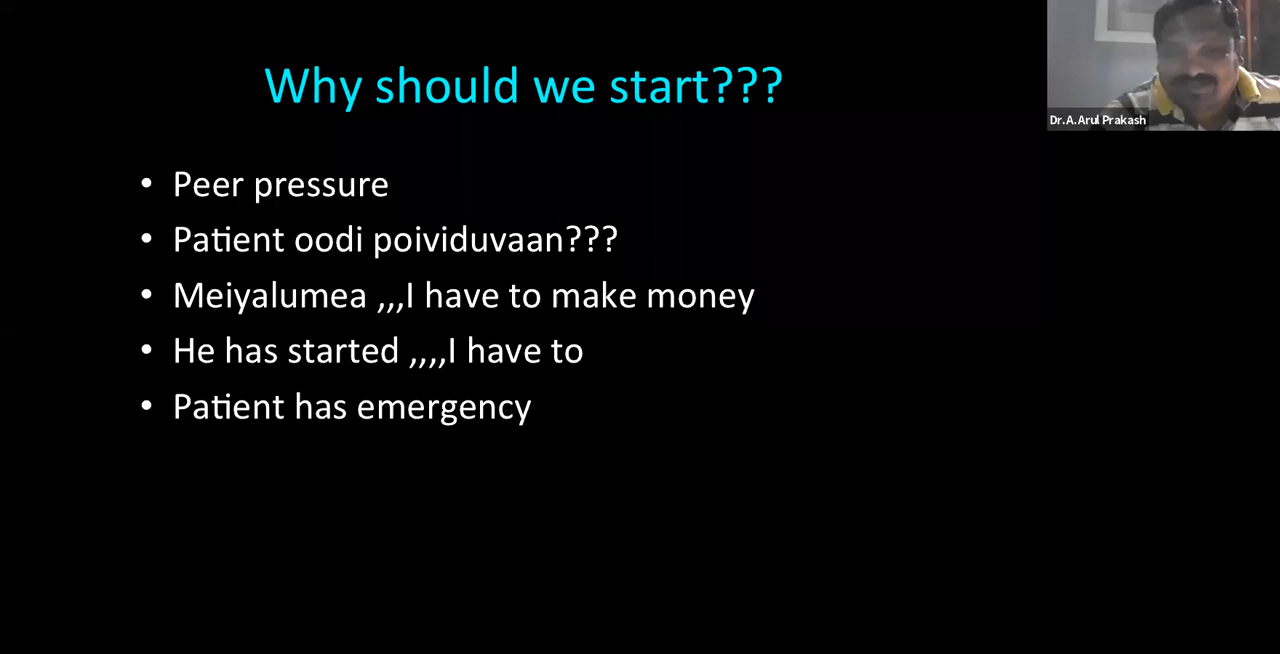 Why should we start???
Dr.A.Arul Prakash
• Peer pressure
• Patient oodi poividuvaan???
• Meiyalumea ,,,I have to make money
• He has started ,,,,I have to
• Patient has emergency